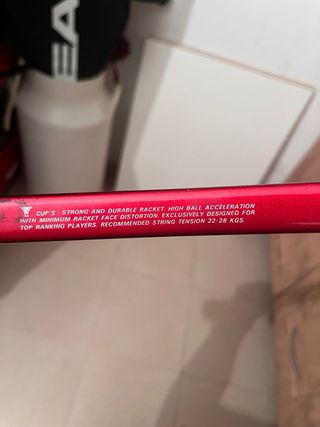 EA
CUP'S : STRONG AND DURABLE RACKET. HIGH BALL ACCELERATION
WITH MINIMUM RACKET FACE DISTORTION. EXCLUSIVELY DESIGNED FOR
TOP RANKING PLAYERS. RECOMMENDED STRING TENSION 22-28 KGS.